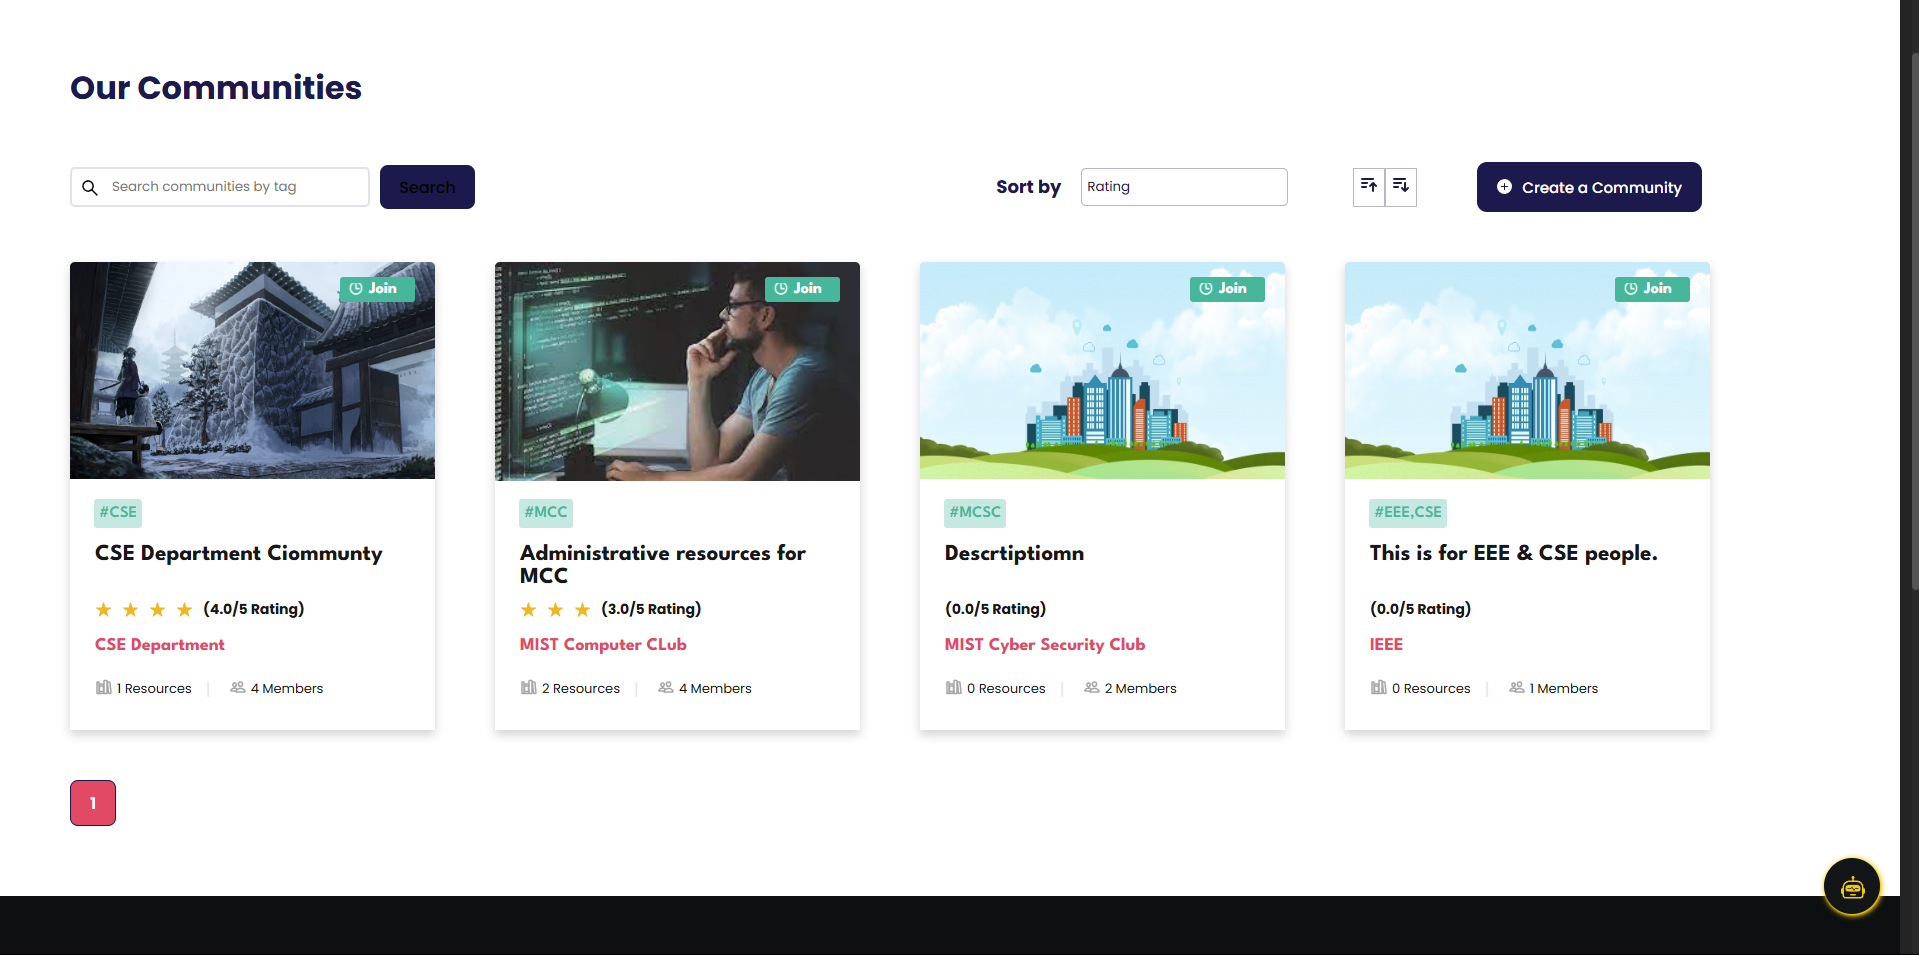 Our Communities
Search communities by tag
Search
Sort by
Rating
Create a Community
Join
Join
Join
Join
#CSE
CSE Department Ciommunty
(4.0/5 Rating)
CSE Department
1 Resources
4 Members
#MCC
Administrative resources for
MCC
(3.0/5 Rating)
MIST Computer CLub
2 Resources
4 Members
#MCSC
Descrtiptiomn
(0.0/5 Rating)
MIST Cyber Security Club
0 Resources
2 Members
#EEE,CSE
This is for EEE & CSE people.
(0.0/5 Rating)
IEEE
0 Resources
1 Members
1